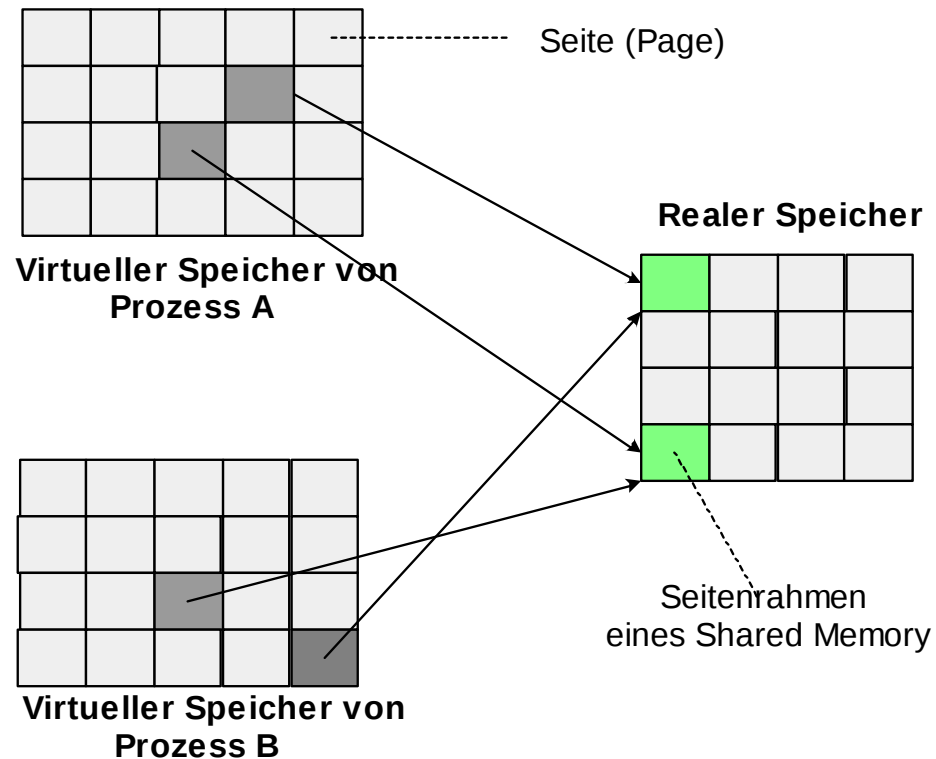 Seite (Page)
Realer Speicher
Virtueller Speicher von
Prozess A
Seitenrahmen
eines Shared Memory
Virtueller Speicher von
Prozess B